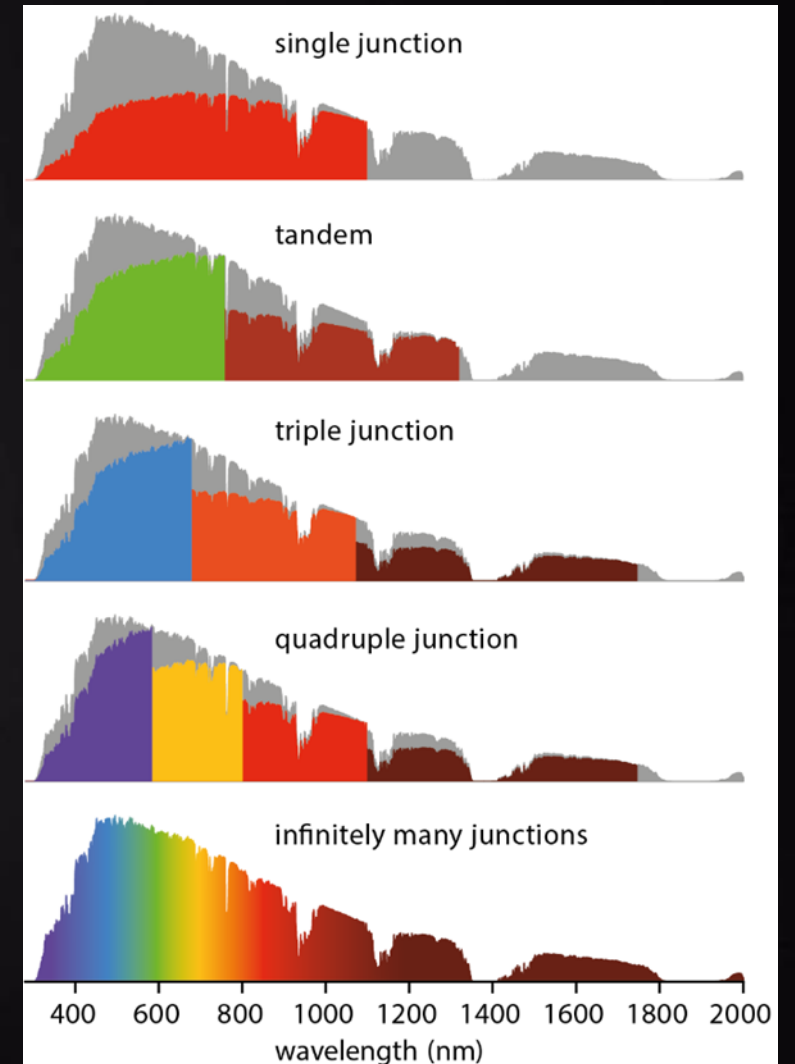 single junction
tandem
triple junction
quadruple junction
infinitely many junctions
400 600 800 1000 1200 1400 1600 1800 2000
wavelength (nm)